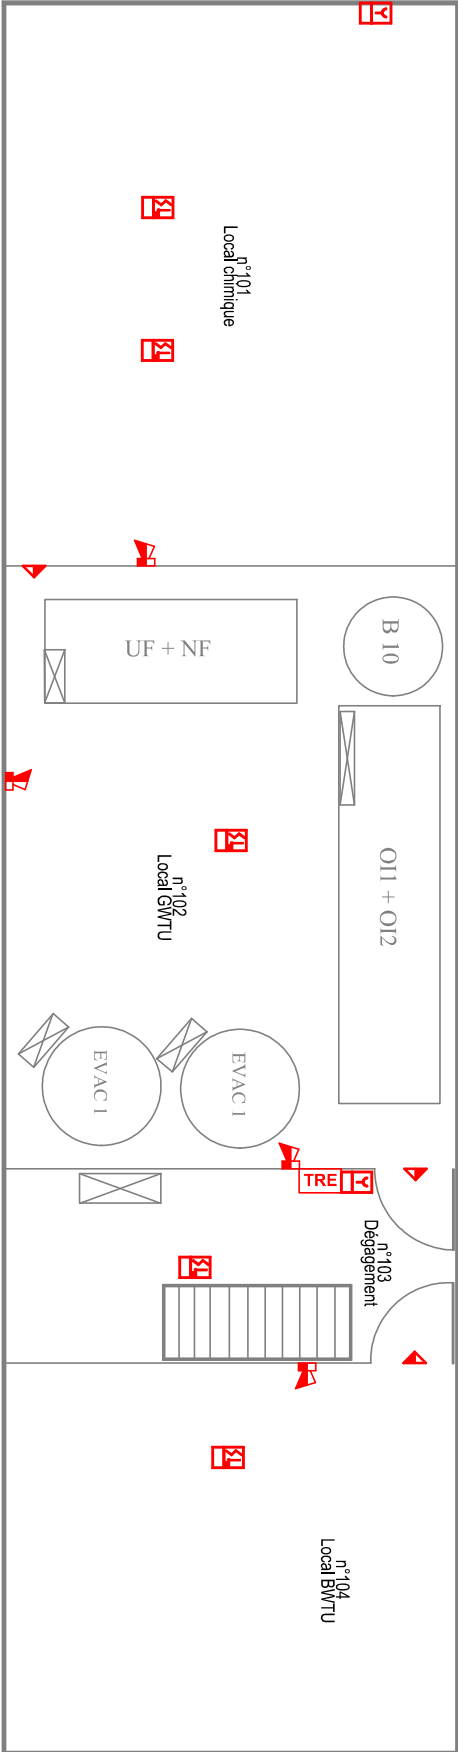 n°101
Local chimique
UF + NF
B 10
OI1 + OI2
n°102
Local GWTU
EVAC 1
EVAC 1
TRE
n°103
Dégagement
n°104
Local BWTU